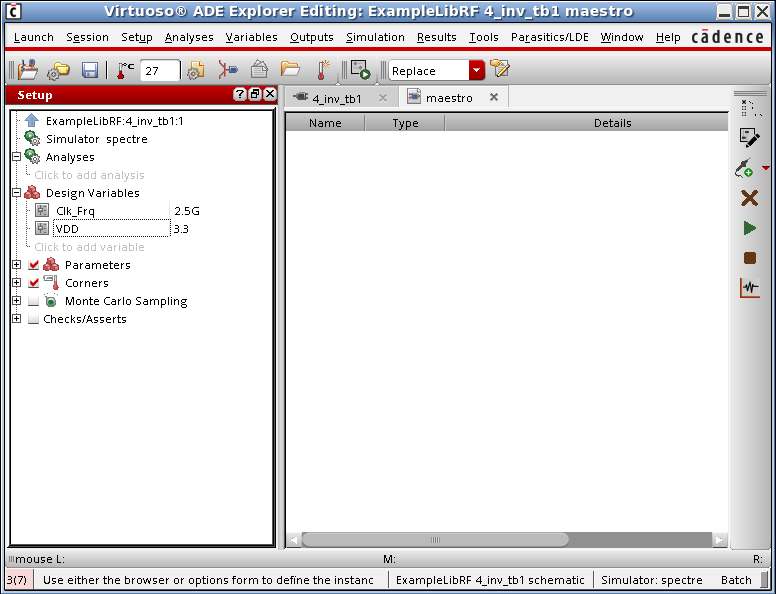 Virtuoso® ADE Explorer Editing: ExampleLibRF 4_inv_tb1 maestro
Launch Session Setup Analyses Variables Outputs Simulation Results Tools Parasitics/LDE Window Help cādence
°C 27 Replace
Setup
4_inv_tb1 maestro
Name Type Details
ExampleLibRF:4_inv_tb1:1
Simulator spectre
Analyses
Click to add analysis
Design Variables
Clk_Frq 2.5G
VDD 3.3
Click to add variable
Parameters
Corners
Monte Carlo Sampling
Checks/Asserts
mouse L: M: R:
3(7) Use either the browser or options form to define the instanc ExampleLibRF 4_inv_tb1 schematic Simulator: spectre Batch